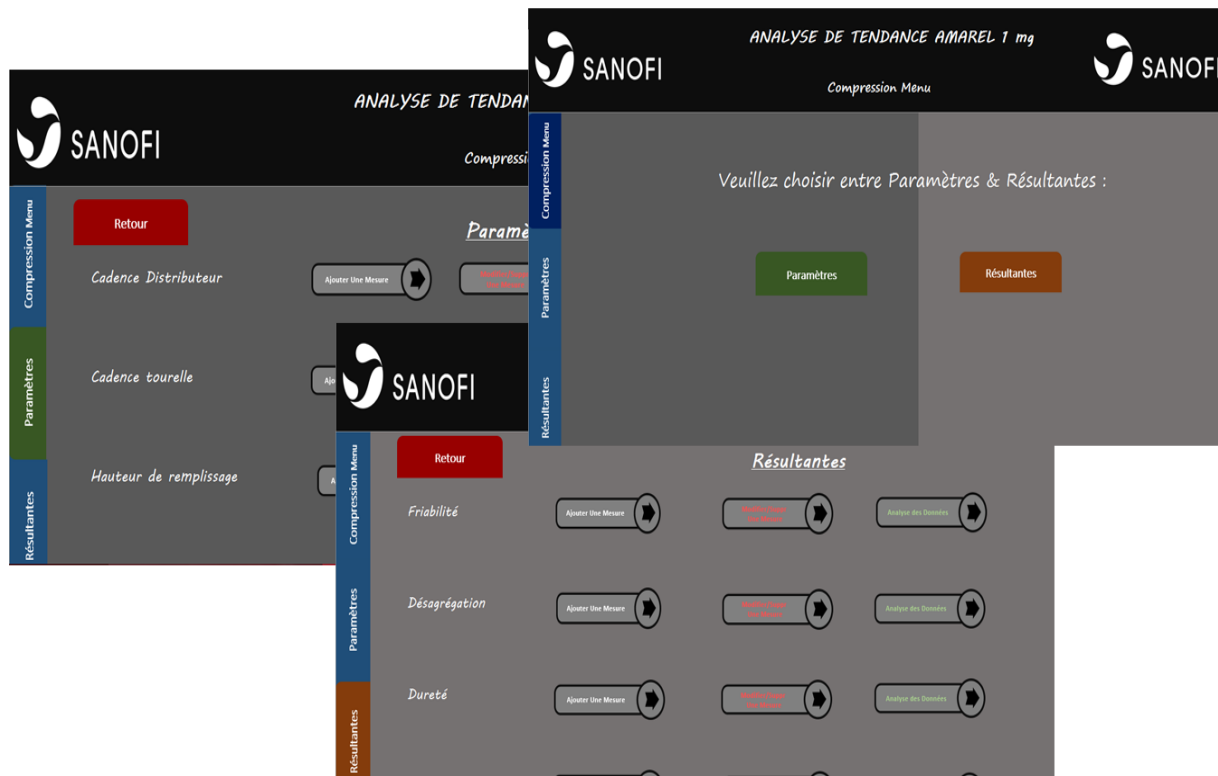 SANOFI
ANALYSE DE TENDAN
Compressi
Compression Menu
Paramètres
Résultantes
Retour
Paramè
Cadence Distributeur
Ajouter Une Mesure
Cadence tourelle
Ajo
Hauteur de remplissage
A
SANOFI
ANALYSE DE TENDANCE AMAREL 1 mg
SANOFI
Compression Menu
Compression Menu
Paramètres
Résultantes
Veuillez choisir entre Paramètres & Résultantes :
Paramètres
Résultantes
SANOFI
Compression Menu
Paramètres
Résultantes
Retour
Résultantes
Friabilité
Ajouter Une Mesure
Analyse des Données
Désagrégation
Ajouter Une Mesure
Analyse des Données
Dureté
Ajouter Une Mesure
Analyse des Données